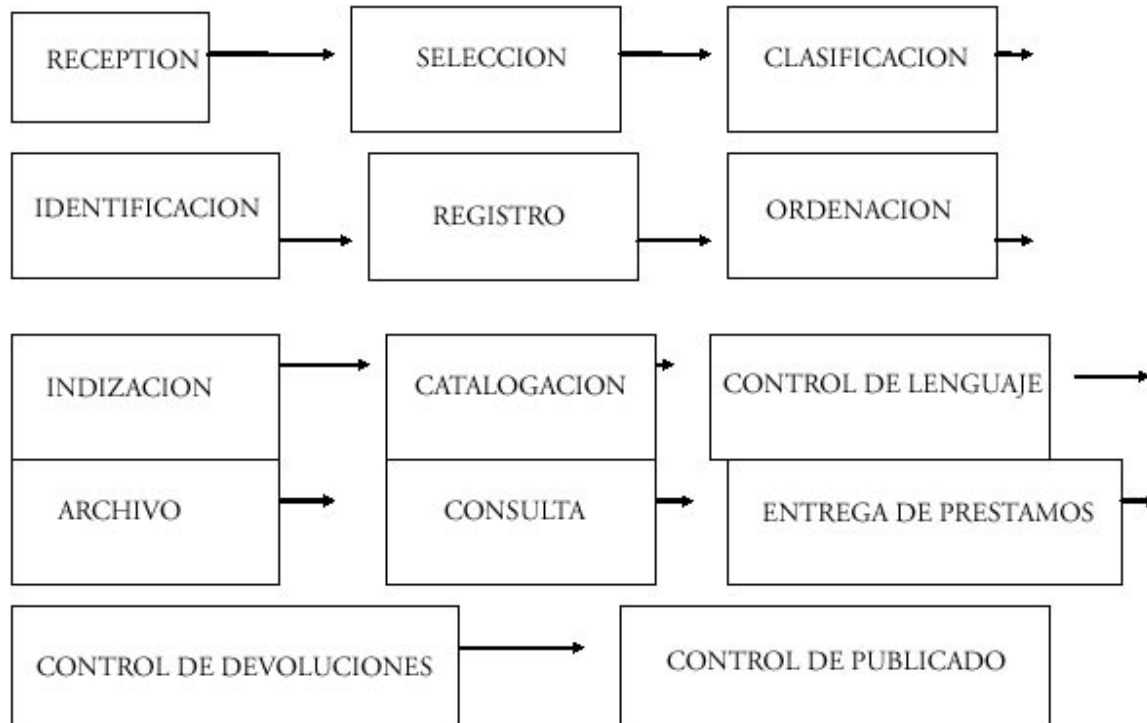 RECEPTION
SELECCION
CLASIFICACION
IDENTIFICACION
REGISTRO
ORDENACION
INDIZACION
CATALOGACION
CONTROL DE LENGUAJE
ARCHIVO
CONSULTA
ENTREGA DE PRESTAMOS
CONTROL DE DEVOLUCIONES
CONTROL DE PUBLICADO